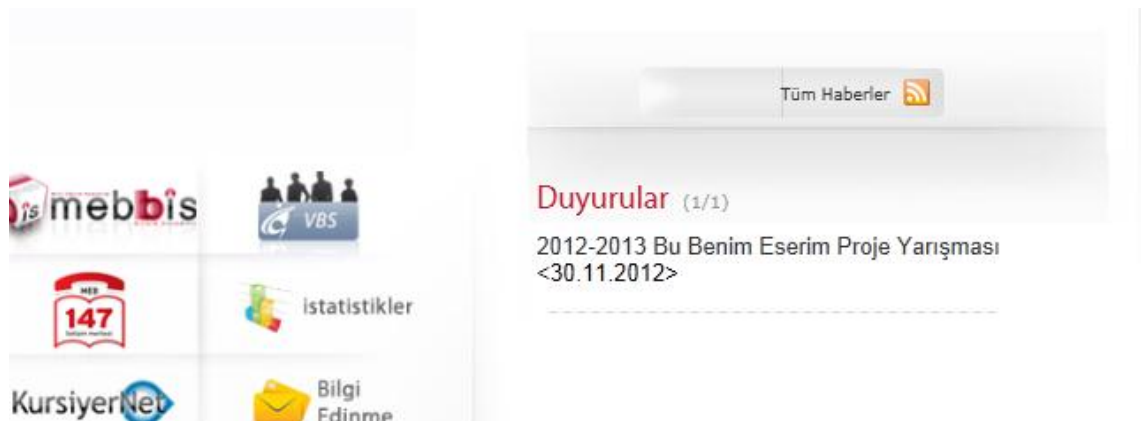 Tüm Haberler
mebbis
VBS
MEB
147
istatistikler
KursiyerNet
Bilgi
Edinme
Duyurular (1/1)
2012-2013 Bu Benim Eserim Proje Yarışması
<30.11.2012>